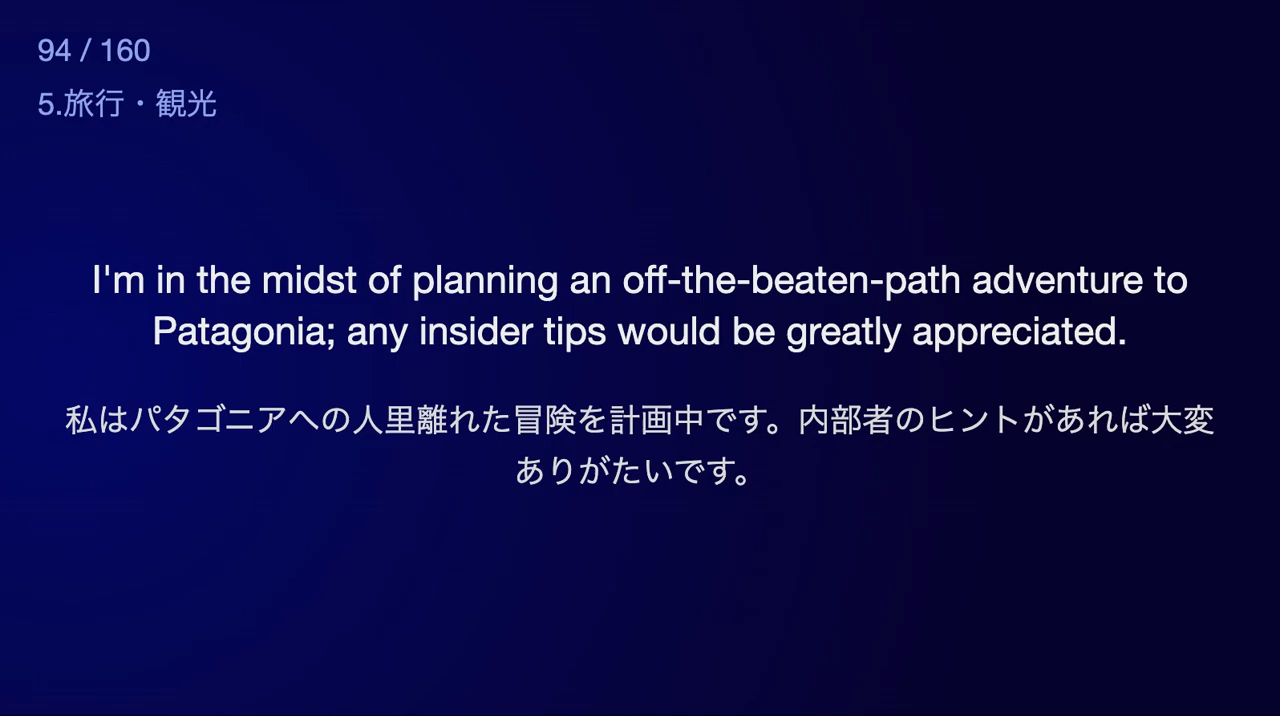 94 / 160
5.旅行・観光
I'm in the midst of planning an off-the-beaten-path adventure to
Patagonia; any insider tips would be greatly appreciated.
私はパタゴニアへの人里離れた冒険を計画中です。内部者のヒントがあれば大変
ありがたいです。